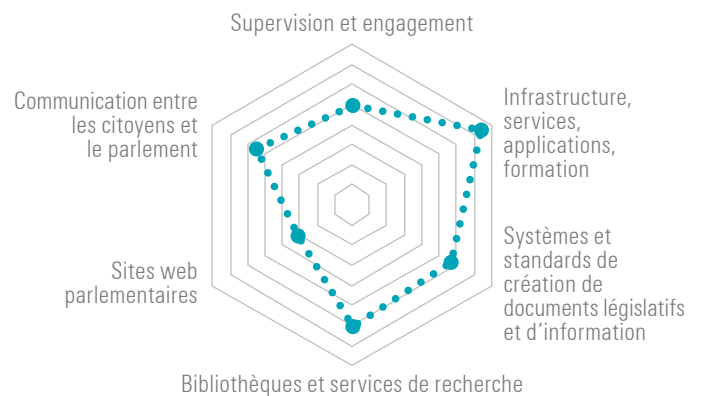 Supervision et engagement
Infrastructure,
services,
applications,
formation
Systèmes et
standards de
création de
documents législatifs
et d’information
Bibliothèques et services de recherche
Sites web
parlementaires
Communication entre
les citoyens et
le parlement